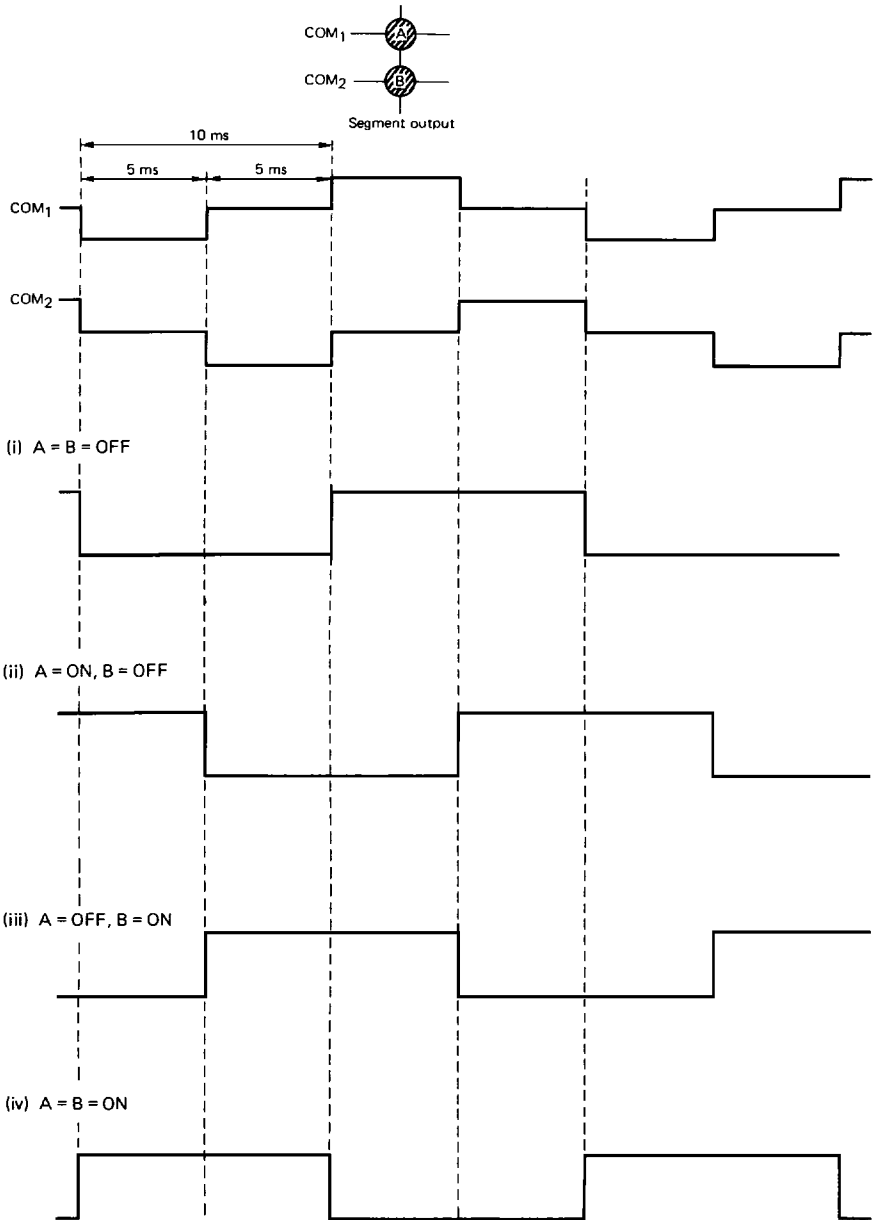 COM₁ A
COM₂ B
Segment output
10 ms
5 ms 5 ms
COM₁
COM₂
(i) A = B = OFF
(ii) A = ON, B = OFF
(iii) A = OFF, B = ON
(iv) A = B = ON